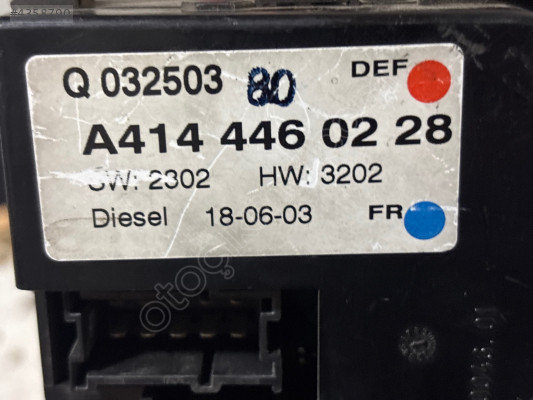 Q 032503 80 DEF
A414 446 02 28
SW: 2302 HW: 3202
Diesel 18-06-03 FR